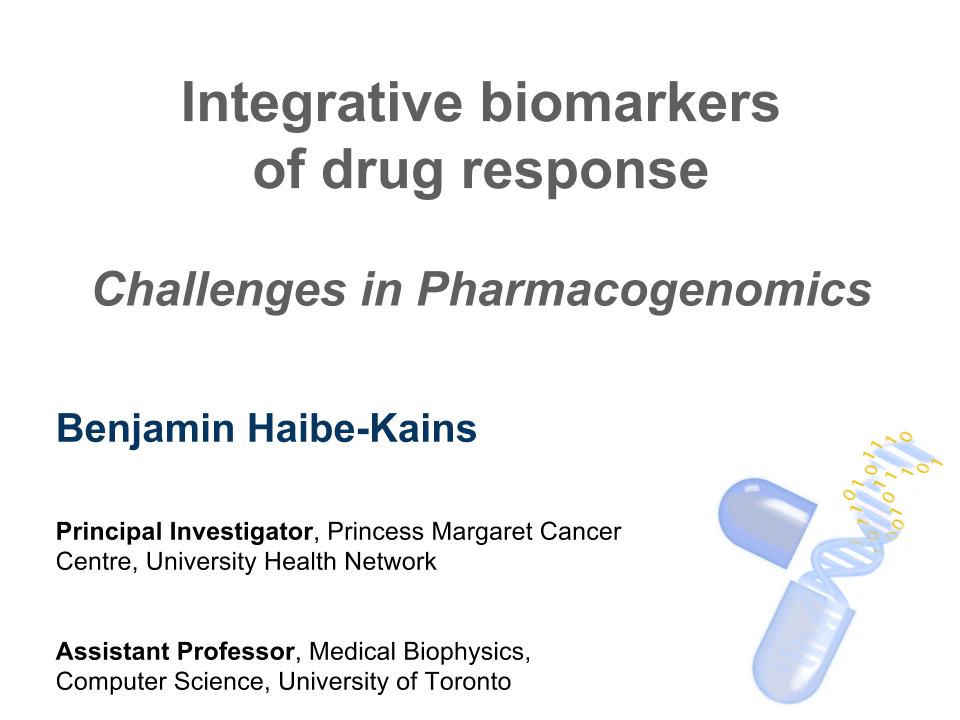 Integrative biomarkers
of drug response
Challenges in Pharmacogenomics
Benjamin Haibe-Kains
Principal Investigator, Princess Margaret Cancer
Centre, University Health Network
Assistant Professor, Medical Biophysics,
Computer Science, University of Toronto